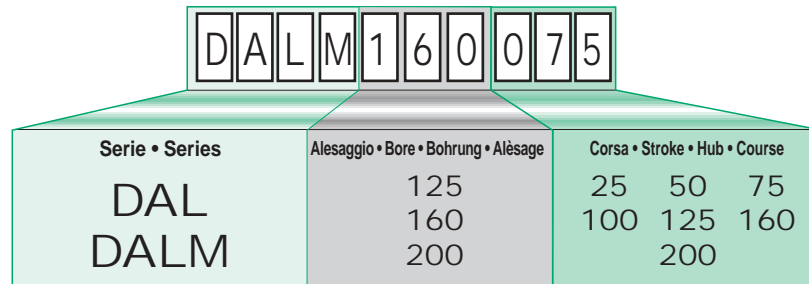 DALM160075
Serie • Series
DAL
DALM
Alesaggio • Bore • Bohrung • Alèsage
125
160
200
Corsa • Stroke • Hub • Course
25 50 75
100 125 160
200